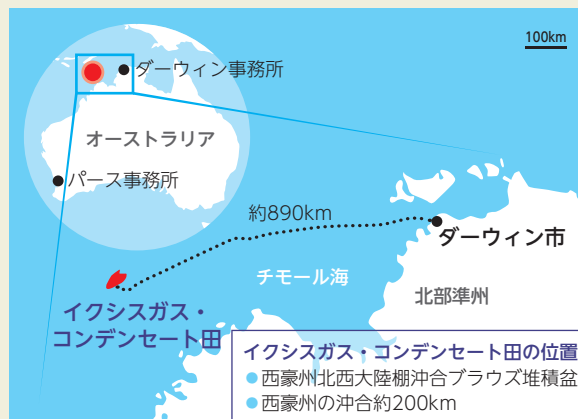 100km
ダーウィン事務所
オーストラリア
パース事務所
約890km
ダーウィン市
チモール海
北部準州
イクシスガス・
コンデンセート田
イクシスガス・コンデンセート田の位置
●西豪州北西大陸棚沖合ブラウズ堆積盆
●西豪州の沖合約200km